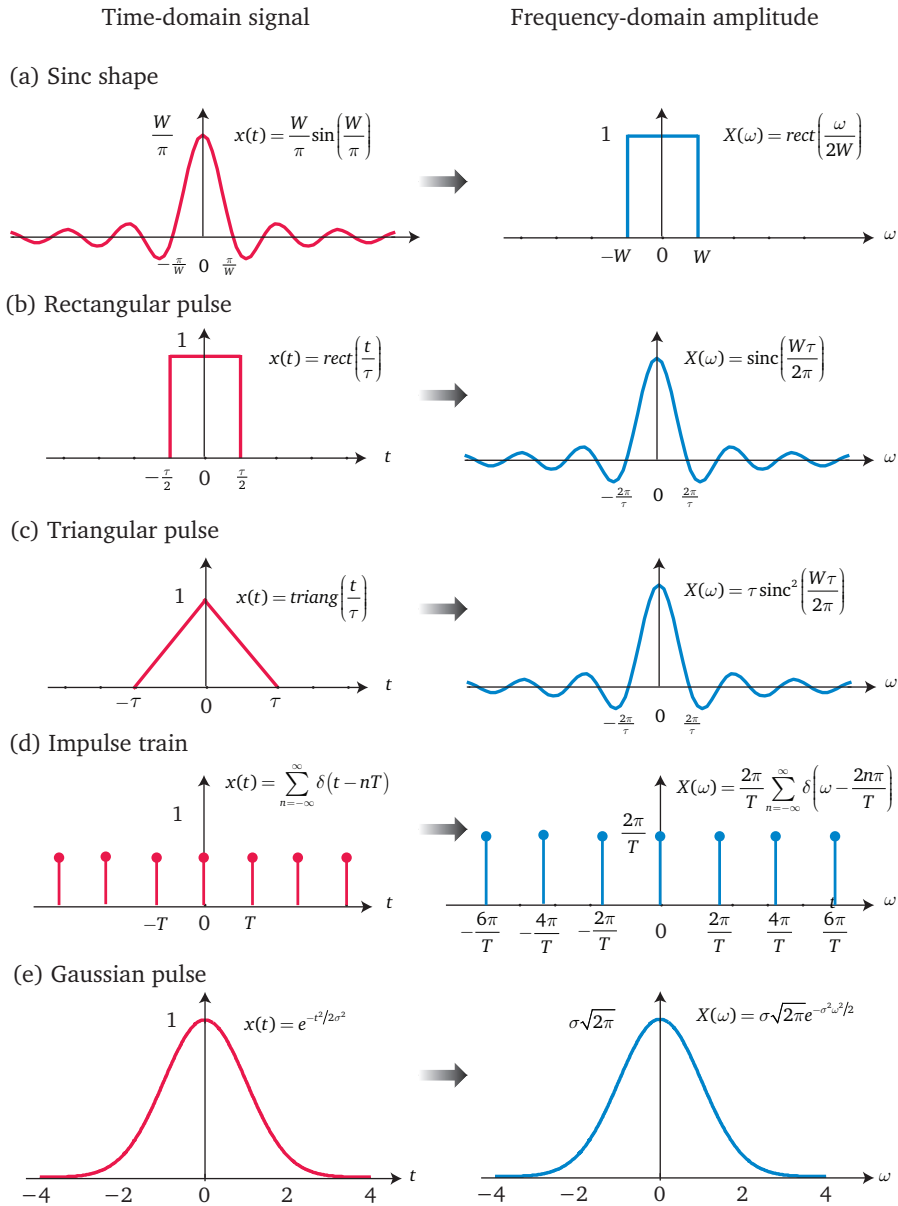 Time-domain signal
Frequency-domain amplitude
(a) Sinc shape
W/π
x(t) = W/π sin(W/π)
1
X(ω) = rect(ω/2W)
−π/W 0 π/W
−W 0 W
ω
(b) Rectangular pulse
1
x(t) = rect(t/τ)
X(ω) = sinc(Wτ/2π)
t
−τ/2 0 τ/2
ω
−2π/τ 0 2π/τ
(c) Triangular pulse
1
x(t) = triang(t/τ)
X(ω) = τ sinc²(Wτ/2π)
t
−τ 0 τ
ω
−2π/τ 0 2π/τ
(d) Impulse train
x(t) = ∑ n=−∞ ∞ δ(t − nT)
1
X(ω) = 2π/T ∑ n=−∞ ∞ δ(ω − 2nπ/T)
2π/T
t
−T 0 T
t
ω
−6π/T −4π/T −2π/T 0 2π/T 4π/T 6π/T
(e) Gaussian pulse
1
x(t) = e^(−t²/2σ²)
σ√2π
X(ω) = σ√2π e^(−σ²ω²/2)
t
−4 −2 0 2 4
ω
−4 −2 0 2 4